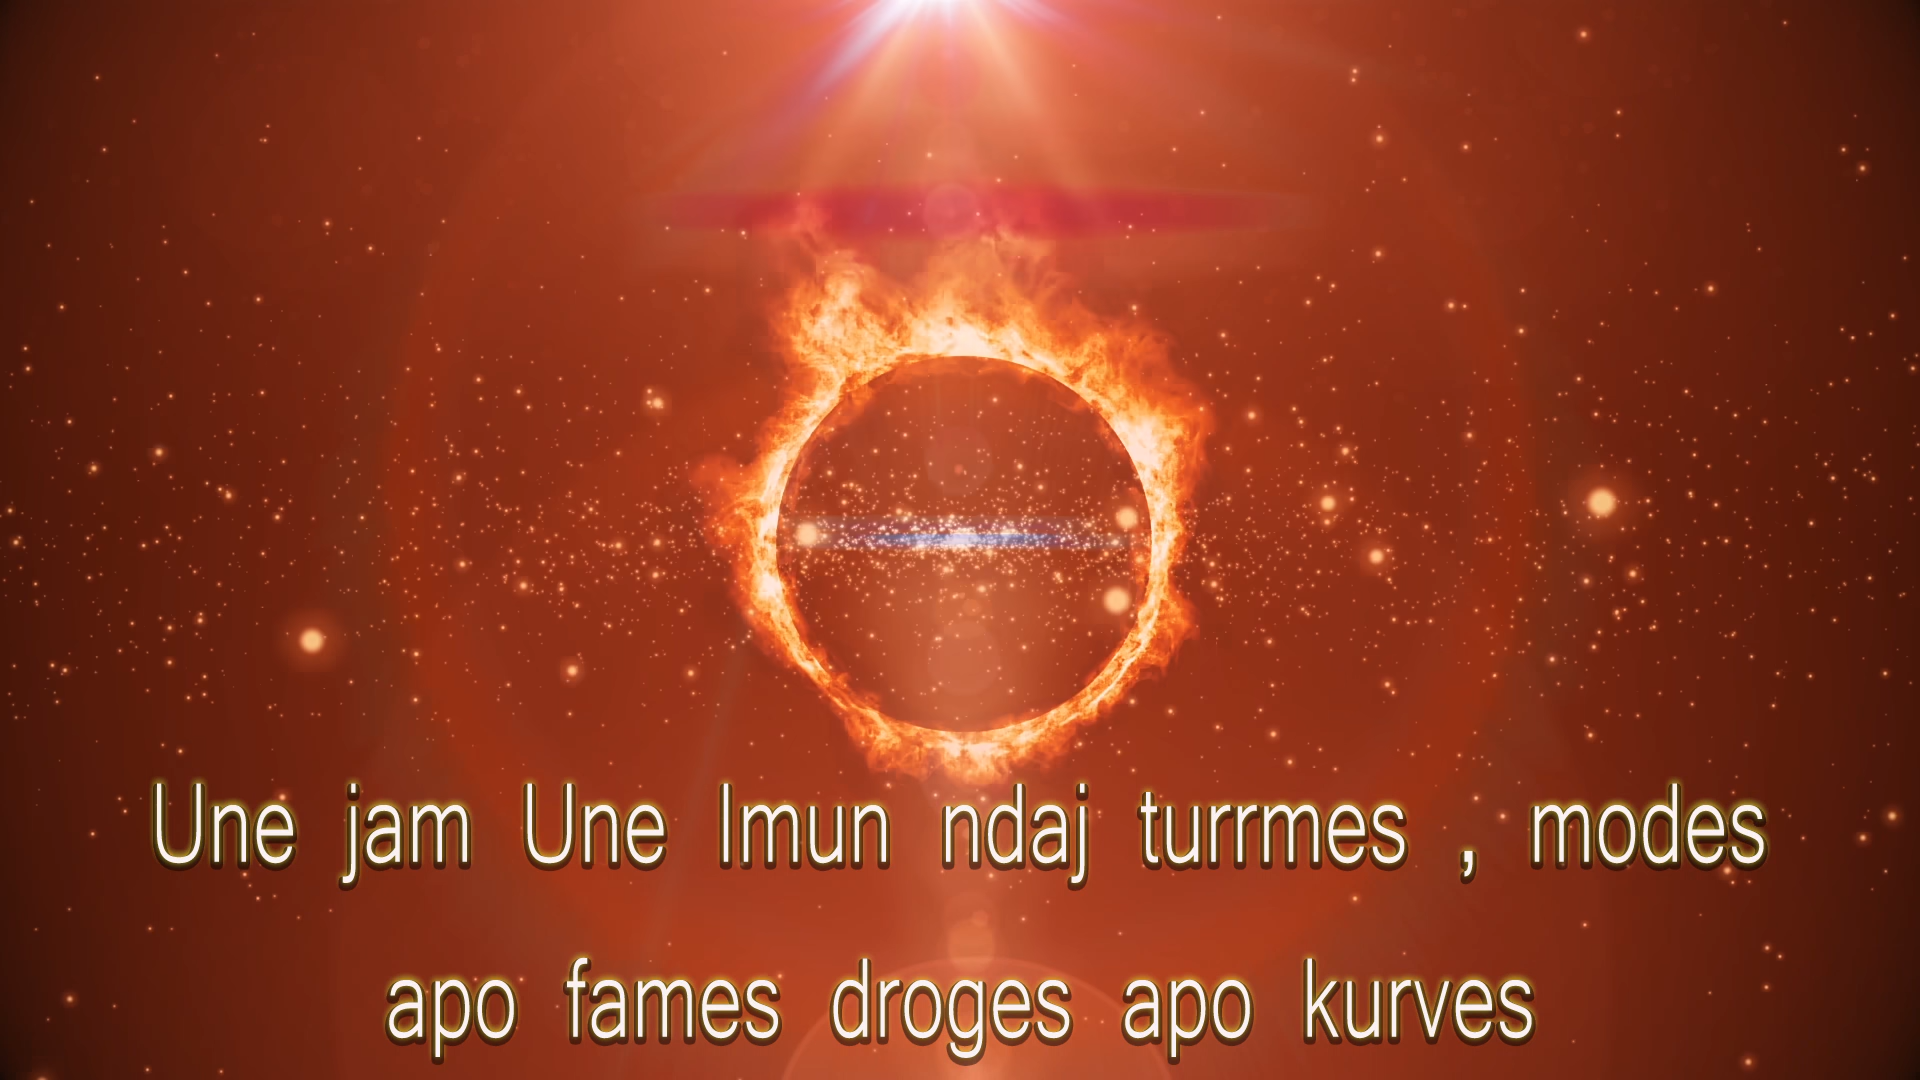 Une jam Une Imun ndaj turrmes , modes
apo fames droges apo kurves